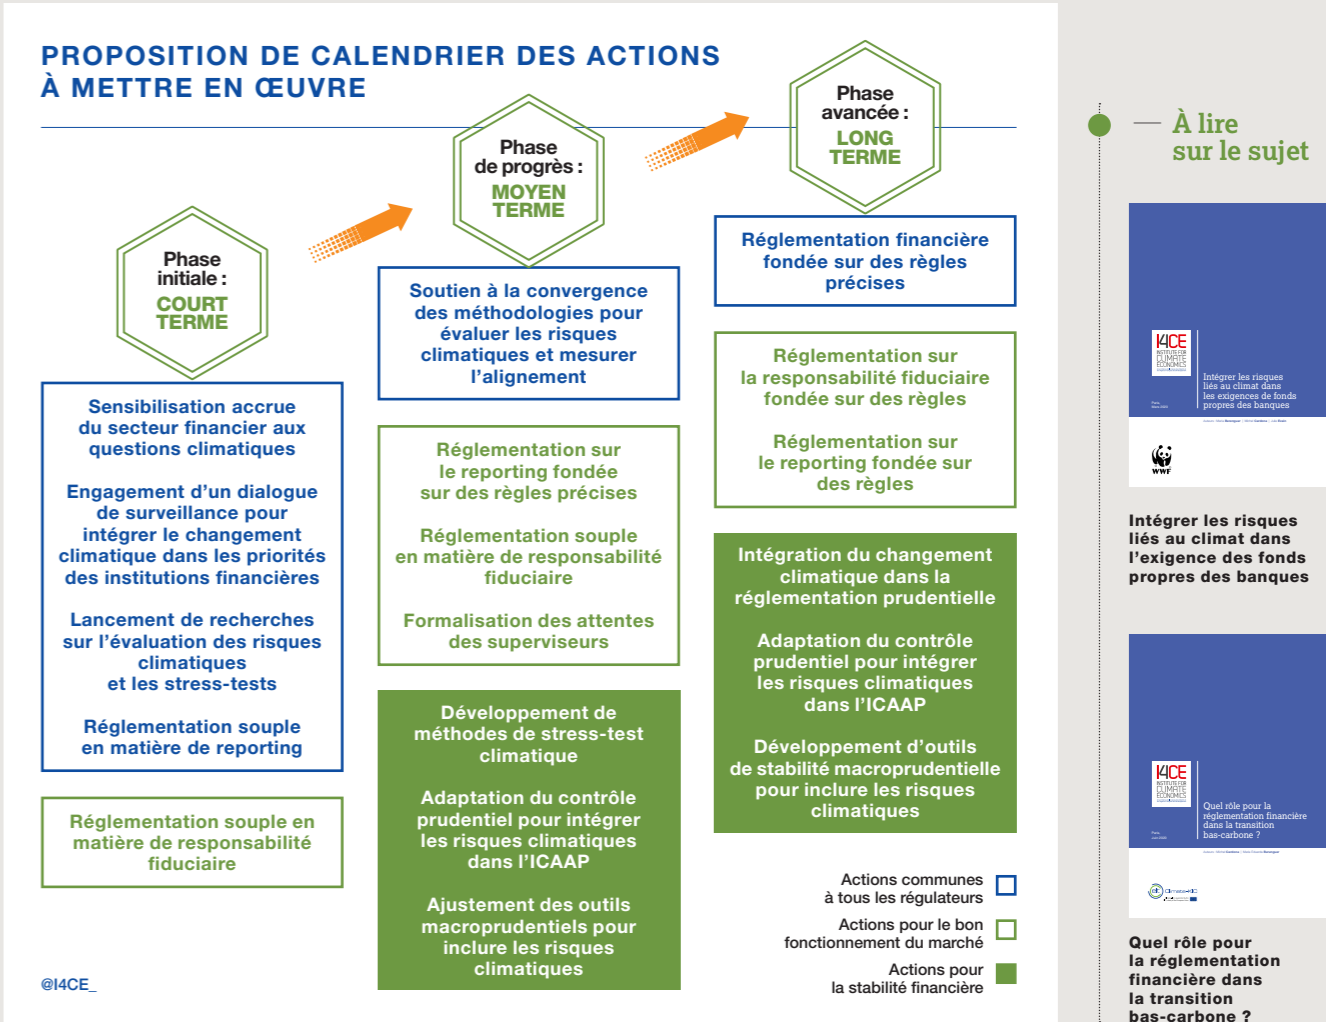 PROPOSITION DE CALENDRIER DES ACTIONS
À METTRE EN ŒUVRE
Phase
initiale :
COURT
TERME
Sensibilisation accrue
du secteur financier aux
questions climatiques
Engagement d’un dialogue
de surveillance pour
intégrer le changement
climatique dans les priorités
des institutions financières
Lancement de recherches
sur l’évaluation des risques
climatiques
et les stress-tests
Réglementation souple
en matière de reporting
Réglementation souple en
matière de responsabilité
fiduciaire
@I4CE_
Phase
de progrès :
MOYEN
TERME
Soutien à la convergence
des méthodologies pour
évaluer les risques
climatiques et mesurer
l’alignement
Réglementation sur
le reporting fondée
sur des règles précises
Réglementation souple
en matière de responsabilité
fiduciaire
Formalisation des attentes
des superviseurs
Développement de
méthodes de stress-test
climatique
Adaptation du contrôle
prudentiel pour intégrer
les risques climatiques
dans l’ICAAP
Ajustement des outils
macroprudentiels pour
inclure les risques
climatiques
Phase
avancée :
LONG
TERME
Réglementation financière
fondée sur des règles
précises
Réglementation sur
la responsabilité fiduciaire
fondée sur des règles
Réglementation sur
le reporting fondée sur
des règles
Intégration du changement
climatique dans la
réglementation prudentielle
Adaptation du contrôle
prudentiel pour intégrer
les risques climatiques
dans l’ICAAP
Développement d’outils
de stabilité macroprudentielle
pour inclure les risques
climatiques
Actions communes
à tous les régulateurs
Actions pour le bon
fonctionnement du marché
Actions pour
la stabilité financière
À lire
sur le sujet
I4CE
INSTITUTE FOR
CLIMATE
ECONOMICS
Intégrer les risques
liés au climat dans
les exigences de fonds
propres des banques
WWF
Intégrer les risques
liés au climat dans
l’exigence des fonds
propres des banques
I4CE
INSTITUTE FOR
CLIMATE
ECONOMICS
Quel rôle pour la
réglementation financière
dans la transition
bas-carbone ?
Climate-KIC
Quel rôle pour
la réglementation
financière dans
la transition
bas-carbone ?